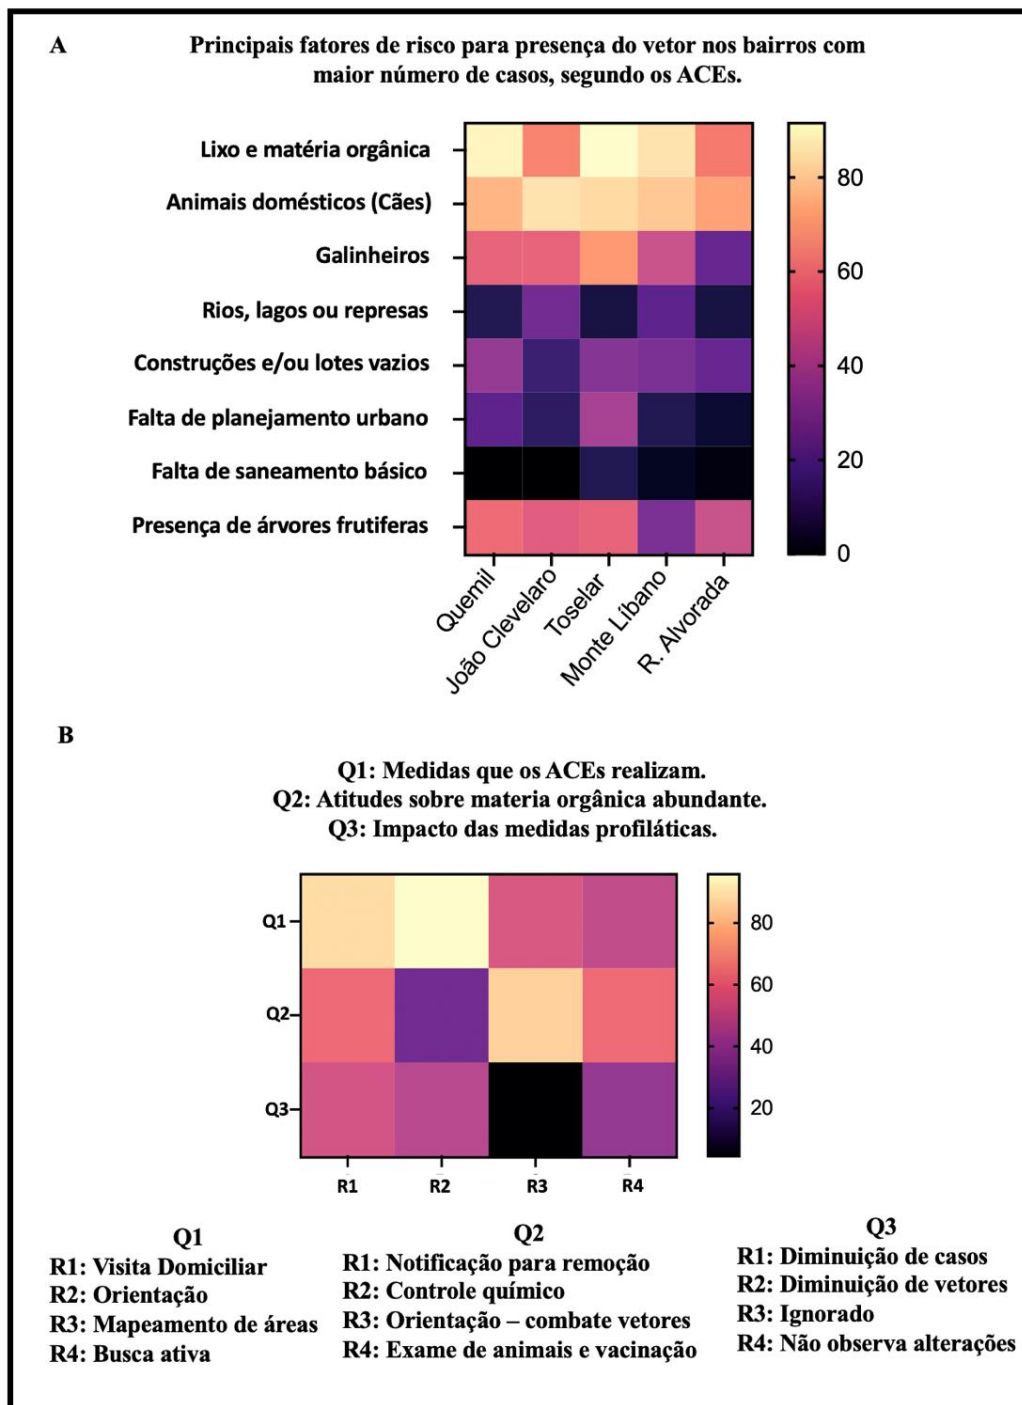 A
Principais fatores de risco para presença do vetor nos bairros com
maior número de casos, segundo os ACEs.
Lixo e matéria orgânica
Animais domésticos (Cães)
Galinheiros
Rios, lagos ou represas
Construções e/ou lotes vazios
Falta de planejamento urbano
Falta de saneamento básico
Presença de árvores frutiferas
80
60
40
20
0
Quemil
João Clevelaro
Toselar
Monte Líbano
R. Alvorada
B
Q1: Medidas que os ACEs realizam.
Q2: Atitudes sobre materia orgânica abundante.
Q3: Impacto das medidas profiláticas.
Q1
Q2
Q3
80
60
40
20
R1
R2
R3
R4
Q1
R1: Visita Domiciliar
R2: Orientação
R3: Mapeamento de áreas
R4: Busca ativa
Q2
R1: Notificação para remoção
R2: Controle químico
R3: Orientação – combate vetores
R4: Exame de animais e vacinação
Q3
R1: Diminuição de casos
R2: Diminuição de vetores
R3: Ignorado
R4: Não observa alterações